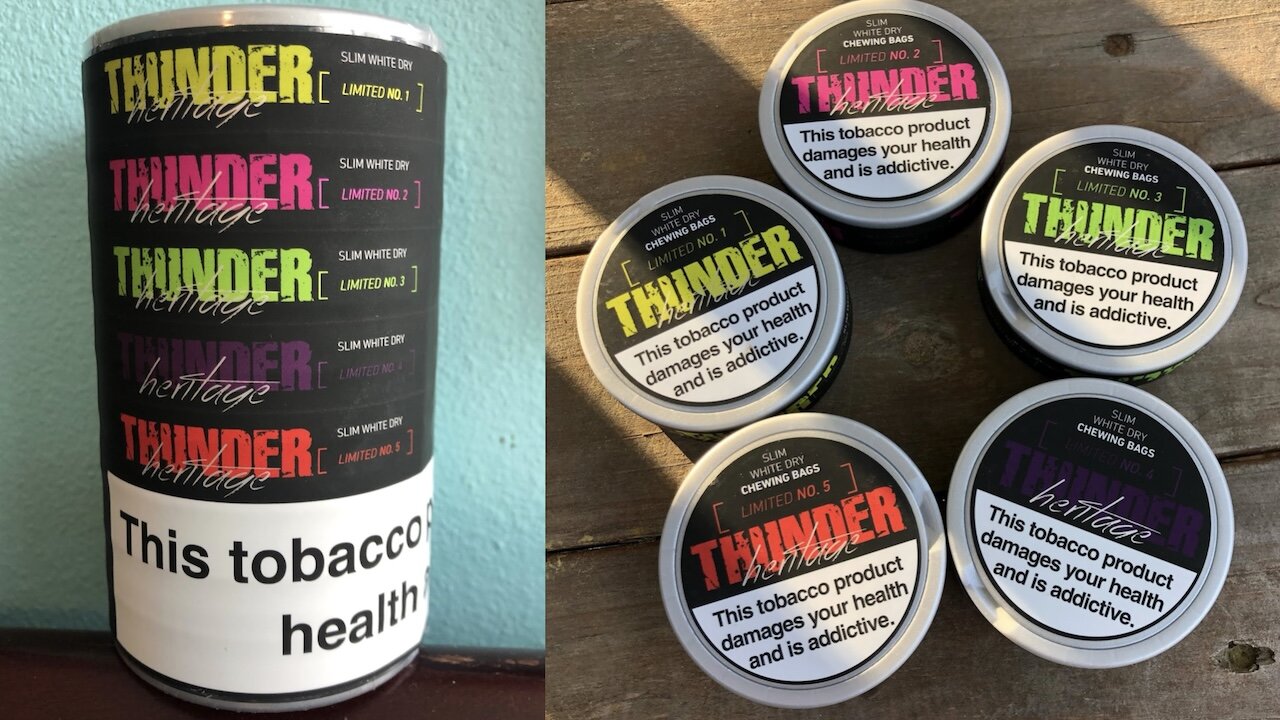 THUNDER
heritage
SLIM WHITE DRY
LIMITED NO. 1
THUNDER
heritage
SLIM WHITE DRY
LIMITED NO. 2
THUNDER
heritage
SLIM WHITE DRY
LIMITED NO. 3
THUNDER
heritage
SLIM WHITE DRY
LIMITED NO. 4
THUNDER
heritage
SLIM WHITE DRY
LIMITED NO. 5
This tobacco
health
SLIM
WHITE DRY
CHEWING BAGS
LIMITED NO. 2
THUNDER
heritage
This tobacco product
damages your health
and is addictive.
SLIM
WHITE DRY
CHEWING BAGS
LIMITED NO. 3
THUNDER
heritage
This tobacco product
damages your health
and is addictive.
SLIM
WHITE DRY
CHEWING BAGS
LIMITED NO. 1
THUNDER
heritage
This tobacco product
damages your health
and is addictive.
SLIM
WHITE DRY
CHEWING BAGS
LIMITED NO. 5
THUNDER
heritage
This tobacco product
damages your health
and is addictive.
SLIM
WHITE DRY
CHEWING BAGS
LIMITED NO. 4
THUNDER
heritage
This tobacco product
damages your health
and is addictive.